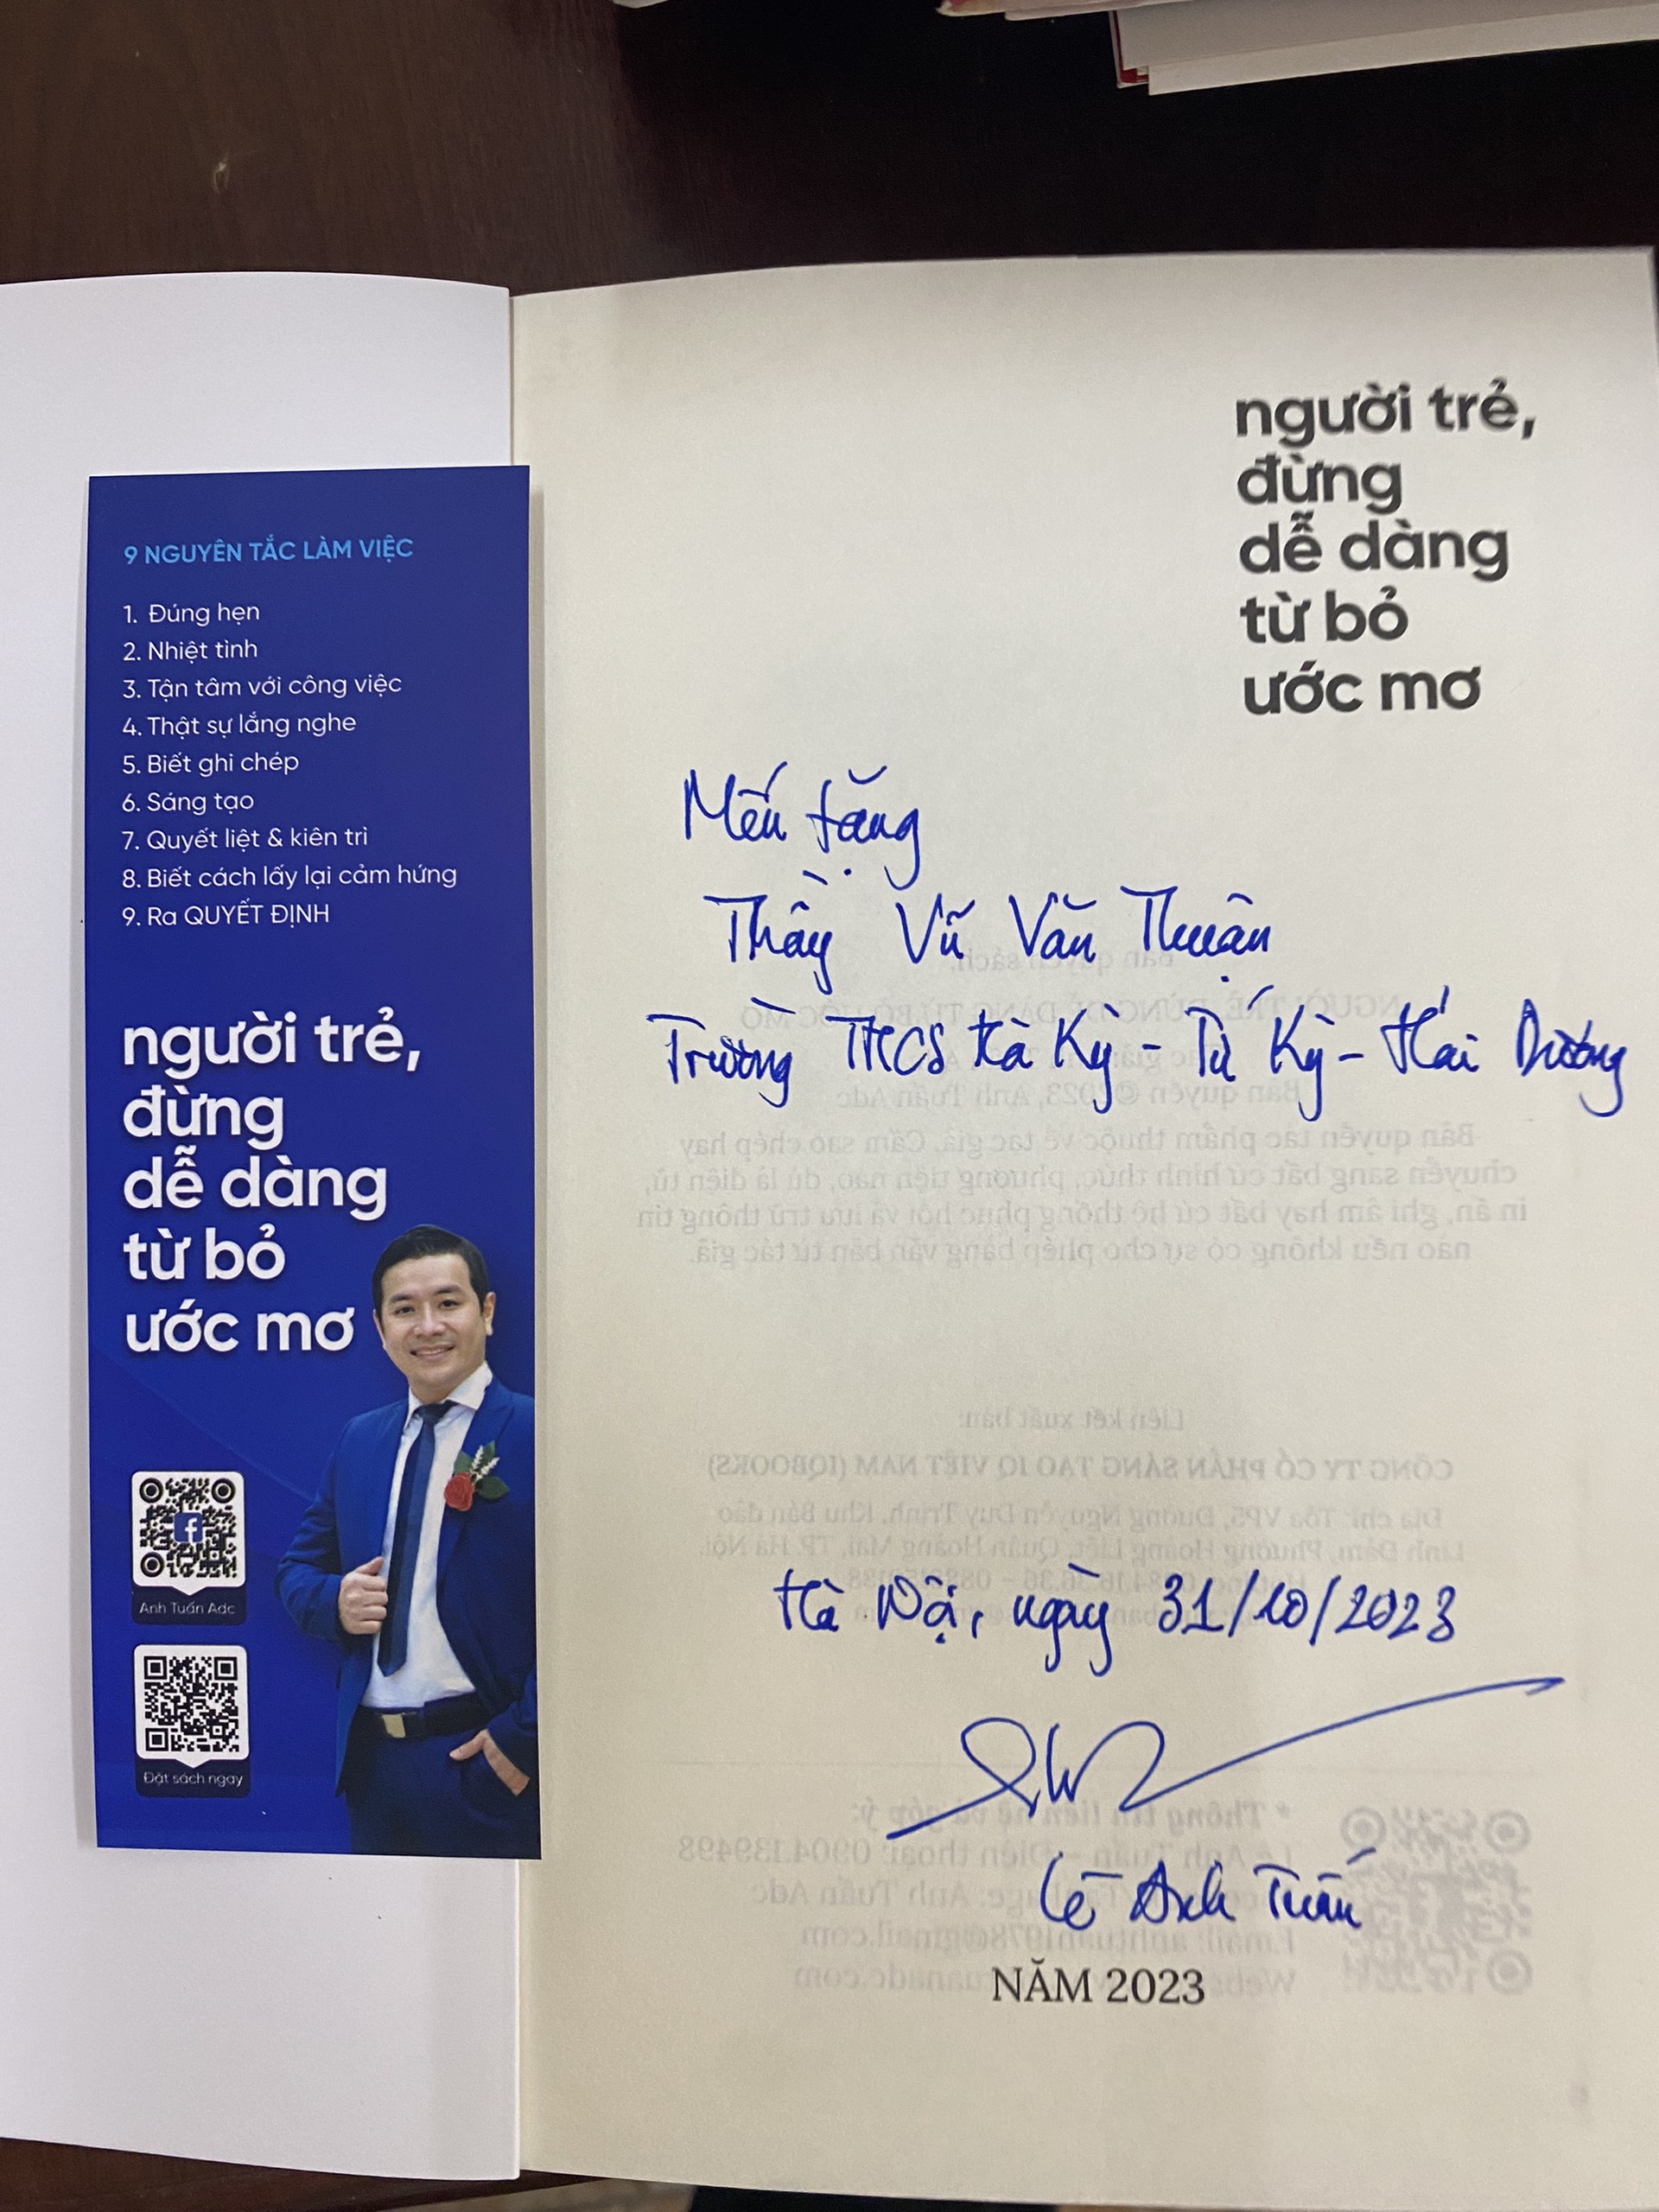 9 NGUYÊN TẮC LÀM VIỆC
1. Đúng hẹn
2. Nhiệt tình
3. Tận tâm với công việc
4. Thật sự lắng nghe
5. Biết ghi chép
6. Sáng tạo
7. Quyết liệt & kiên trì
8. Biết cách lấy lại cảm hứng
9. Ra QUYẾT ĐỊNH
người trẻ,
đừng
dễ dàng
từ bỏ
ước mơ
Anh Tuấn Adc
Đặt sách ngay
người trẻ,
đừng
dễ dàng
từ bỏ
ước mơ
Mến tặng
Thầy Vũ Văn Thuận
Trường THCS Hà Kỳ - Tứ Kỳ - Hải Dương
Hà Nội, ngày 31/10/2023
Lê Anh Tuấn
NĂM 2023